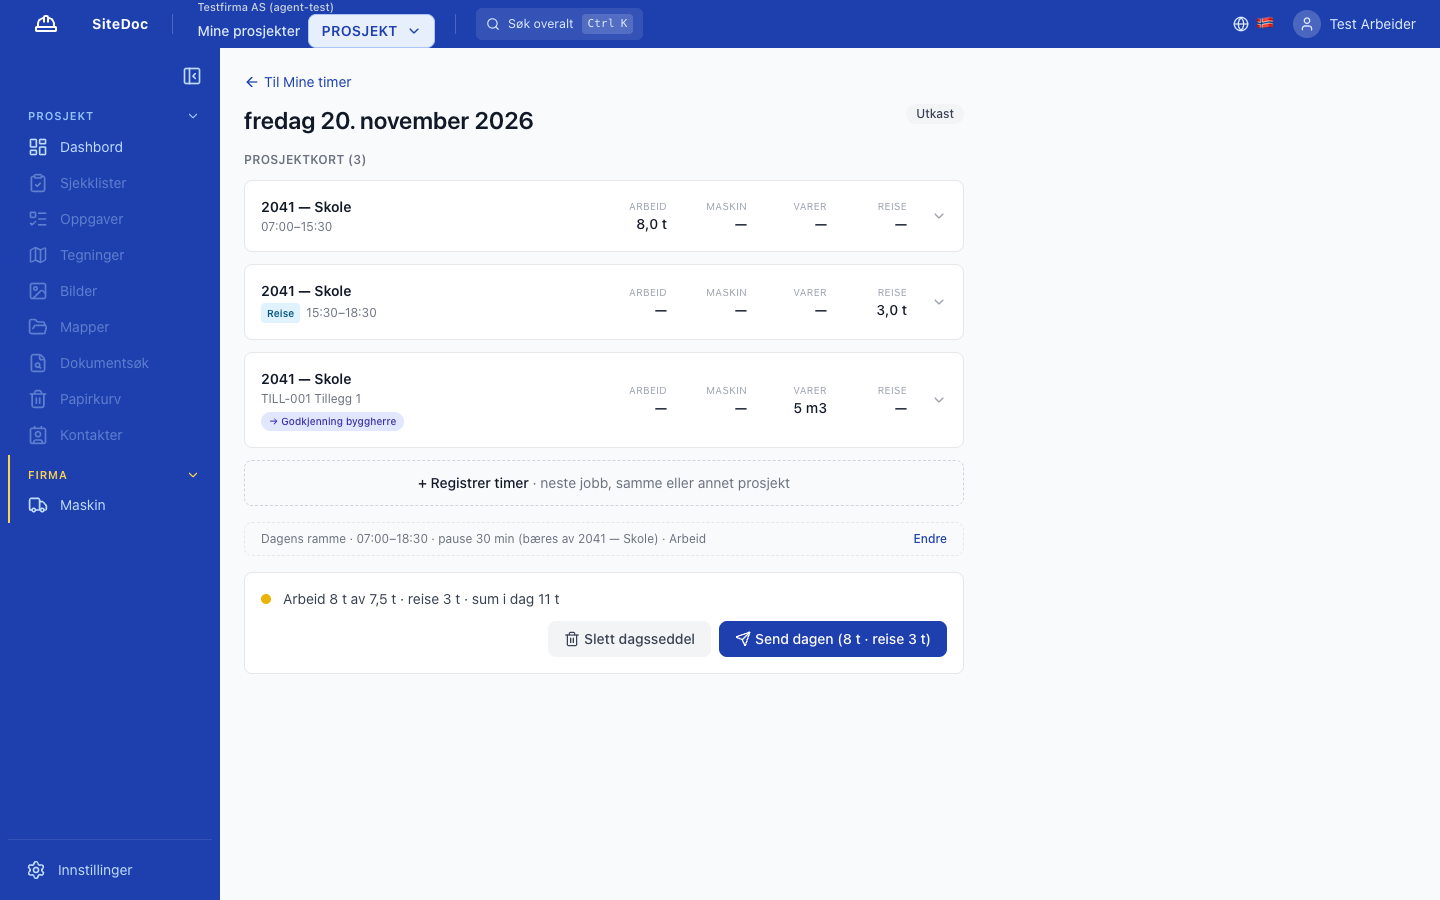 SiteDoc
Testfirma AS (agent-test)
Mine prosjekter
PROSJEKT
Søk overalt
Ctrl K
Test Arbeider
PROSJEKT
Dashbord
Sjekklister
Oppgaver
Tegninger
Bilder
Mapper
Dokumentsøk
Papirkurv
Kontakter
FIRMA
Maskin
Innstillinger
← Til Mine timer
fredag 20. november 2026
Utkast
PROSJEKTKORT (3)
2041 — Skole
07:00–15:30
ARBEID
8,0 t
MASKIN
—
VARER
—
REISE
—
2041 — Skole
Reise 15:30–18:30
ARBEID
—
MASKIN
—
VARER
—
REISE
3,0 t
2041 — Skole
TILL-001 Tillegg 1
→ Godkjenning byggherre
ARBEID
—
MASKIN
—
VARER
5 m3
REISE
—
+ Registrer timer · neste jobb, samme eller annet prosjekt
Dagens ramme · 07:00–18:30 · pause 30 min (bæres av 2041 — Skole) · Arbeid
Endre
Arbeid 8 t av 7,5 t · reise 3 t · sum i dag 11 t
Slett dagsseddel
Send dagen (8 t · reise 3 t)